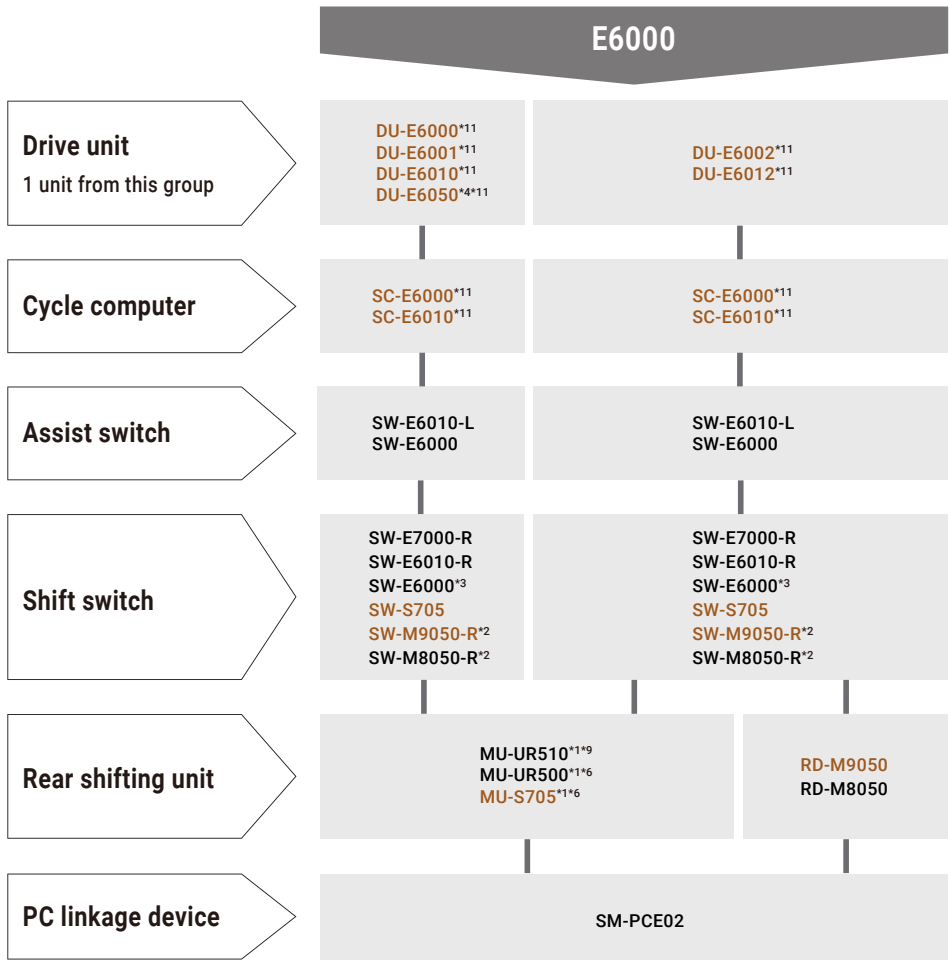 E6000
Drive unit
1 unit from this group
DU-E6000*11
DU-E6001*11
DU-E6010*11
DU-E6050*4*11
DU-E6002*11
DU-E6012*11
Cycle computer
SC-E6000*11
SC-E6010*11
SC-E6000*11
SC-E6010*11
Assist switch
SW-E6010-L
SW-E6000
SW-E6010-L
SW-E6000
Shift switch
SW-E7000-R
SW-E6010-R
SW-E6000*3
SW-S705
SW-M9050-R*2
SW-M8050-R*2
SW-E7000-R
SW-E6010-R
SW-E6000*3
SW-S705
SW-M9050-R*2
SW-M8050-R*2
Rear shifting unit
MU-UR510*1*9
MU-UR500*1*6
MU-S705*1*6
RD-M9050
RD-M8050
PC linkage device
SM-PCE02